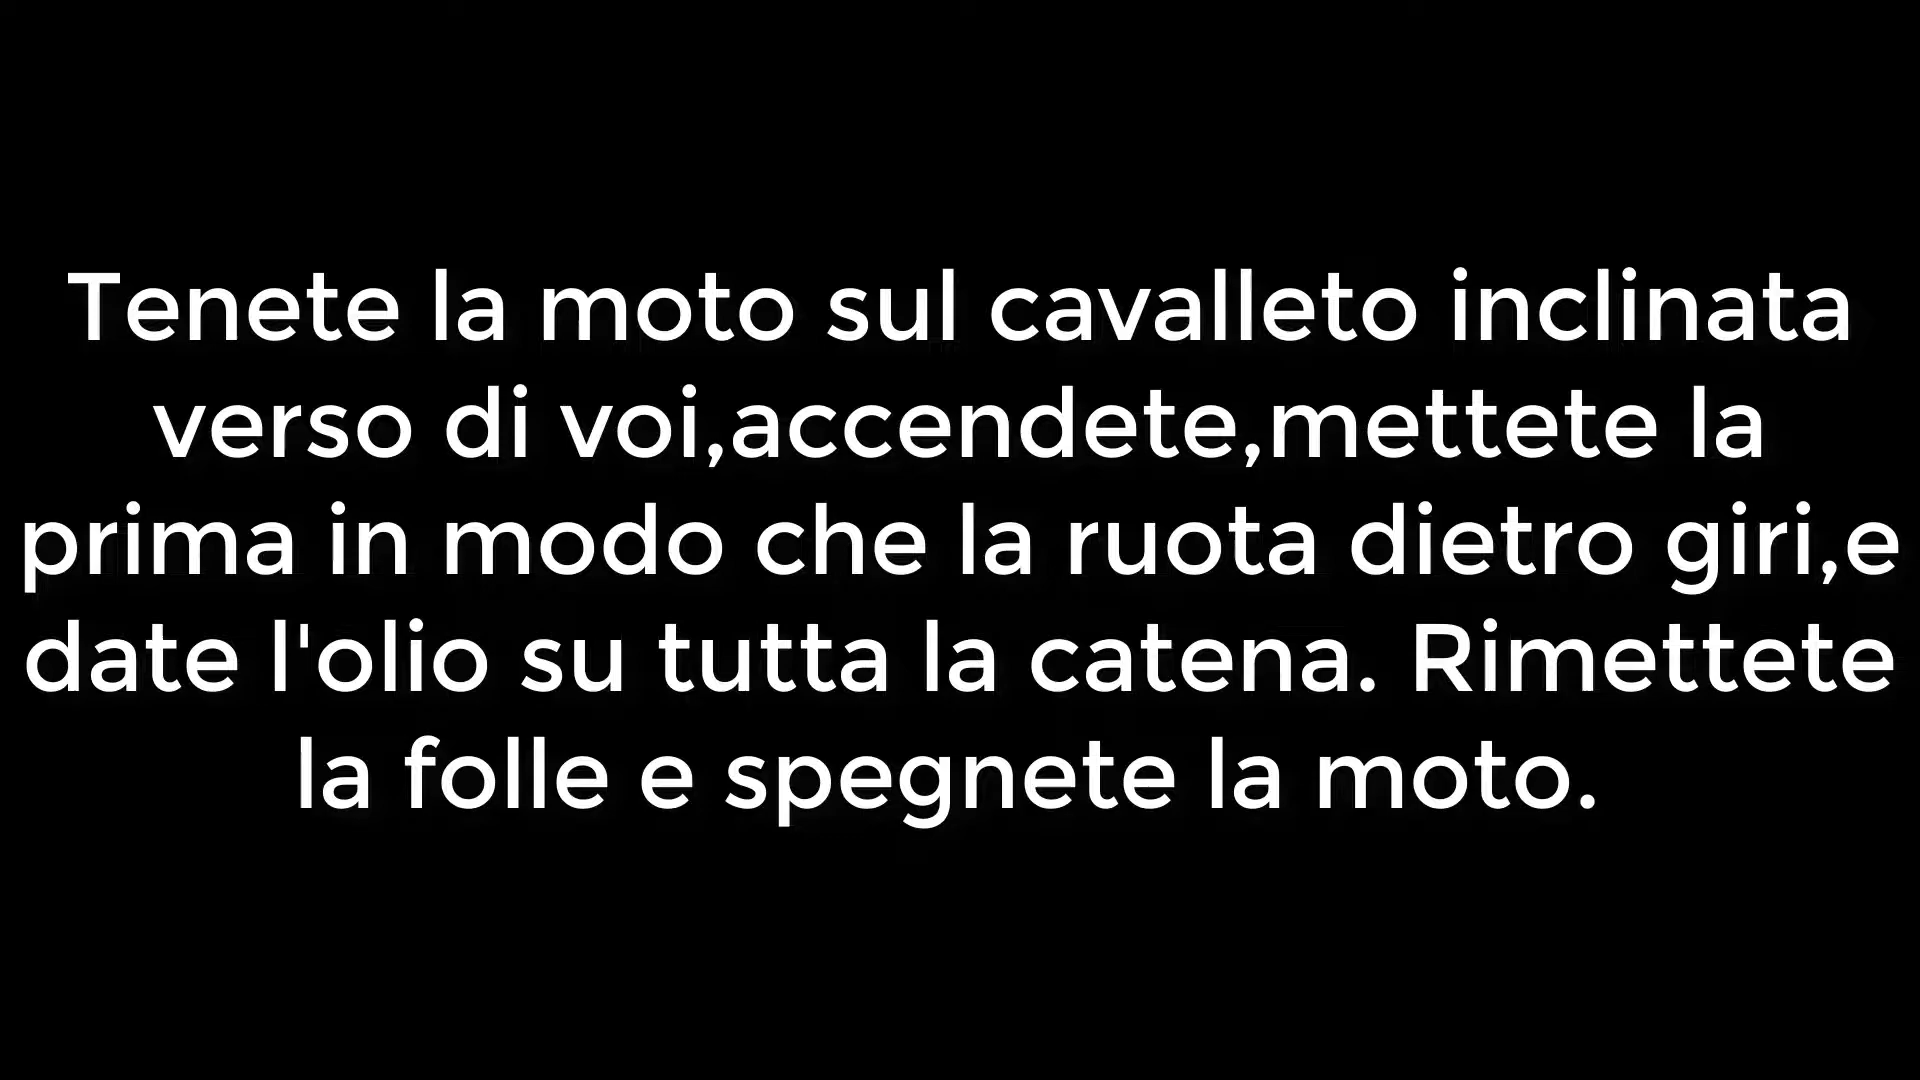 Tenete la moto sul cavalleto inclinata
verso di voi,accendete,mettete la
prima in modo che la ruota dietro giri,e
date l'olio su tutta la catena. Rimettete
la folle e spegnete la moto.